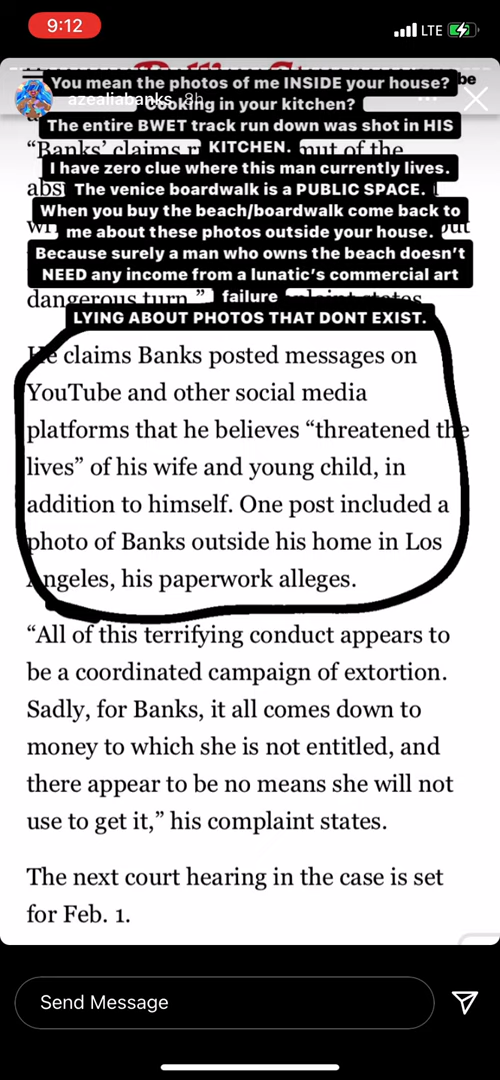 9:12
LTE
You mean the photos of me INSIDE your house?
be
azealiabanks 8h
Cooking in your kitchen?
The entire BWET track run down was shot in HIS
KITCHEN.
“Banks’ claims
out of the
I have zero clue where this man currently lives.
The venice boardwalk is a PUBLIC SPACE.
When you buy the beach/boardwalk come back to
me about these photos outside your house.
Because surely a man who owns the beach doesn’t
NEED any income from a lunatic’s commercial art
failure
dangerous turn,”
states.
LYING ABOUT PHOTOS THAT DONT EXIST.
He claims Banks posted messages on
YouTube and other social media
platforms that he believes “threatened the
lives” of his wife and young child, in
addition to himself. One post included a
photo of Banks outside his home in Los
Angeles, his paperwork alleges.
“All of this terrifying conduct appears to
be a coordinated campaign of extortion.
Sadly, for Banks, it all comes down to
money to which she is not entitled, and
there appear to be no means she will not
use to get it,” his complaint states.
The next court hearing in the case is set
for Feb. 1.
Send Message